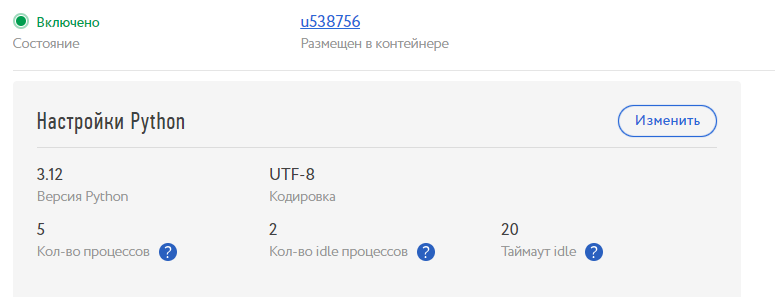 Включено u538756
Состояние Размещен в контейнере
Настройки Python Изменить
3.12 UTF-8
Версия Python Кодировка
5 2 20
Кол-во процессов ? Кол-во idle процессов ? Таймаут idle ?